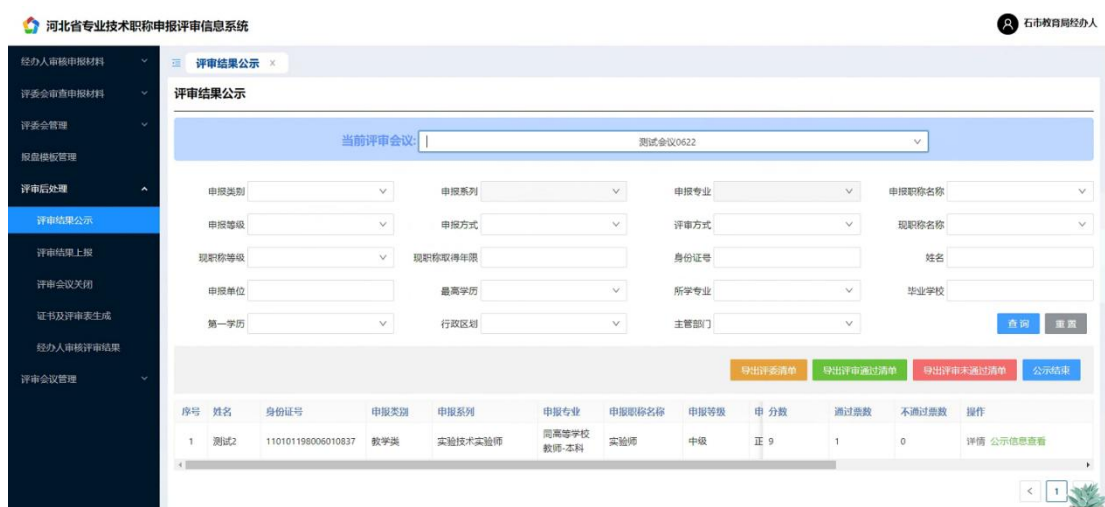 河北省专业技术职称申报评审信息系统
石市教育局经办人
经办人审核申报材料
评委会审查申报材料
评委会管理
报盘模板管理
评审后处理
评审结果公示
评审结果上报
评审会议关闭
证书及评审表生成
经办人审核评审结果
评审会议管理
评审结果公示 ×
评审结果公示
当前评审会议: 测试会议0622
申报类别 申报系列 申报专业 申报职称名称
申报等级 申报方式 评审方式 现职称名称
现职称等级 现职称取得年限 身份证号 姓名
申报单位 最高学历 所学专业 毕业学校
第一学历 行政区划 主管部门 查询 重置
导出评委清单 导出评审通过清单 导出评审未通过清单 公示结束
序号 姓名 身份证号 申报类别 申报系列 申报专业 申报职称名称 申报等级 申 分数 通过票数 不通过票数 操作
1 测试2 110101198006010837 教学类 实验技术实验师 同高等学校教师-本科 实验师 中级 正 9 1 0 详情 公示信息查看
< 1